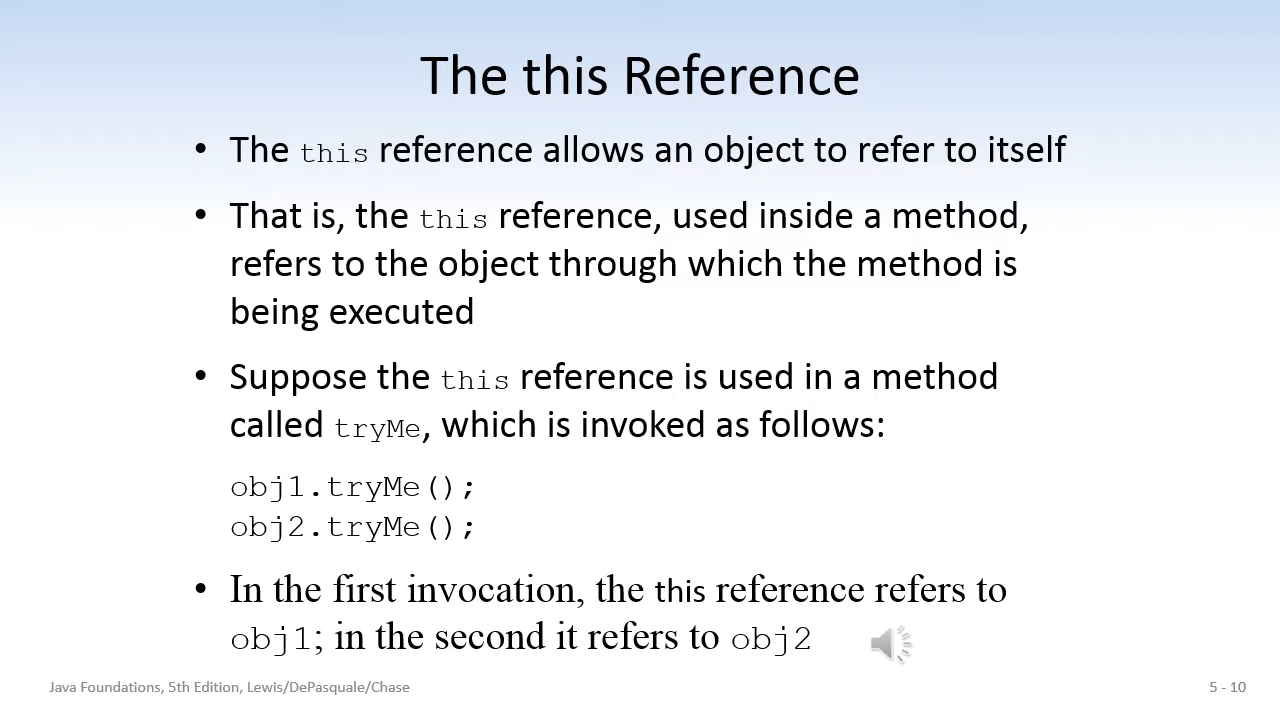 The this Reference
• The this reference allows an object to refer to itself
• That is, the this reference, used inside a method,
refers to the object through which the method is
being executed
• Suppose the this reference is used in a method
called tryMe, which is invoked as follows:
obj1.tryMe();
obj2.tryMe();
• In the first invocation, the this reference refers to
obj1; in the second it refers to obj2
Java Foundations, 5th Edition, Lewis/DePasquale/Chase
5 - 10